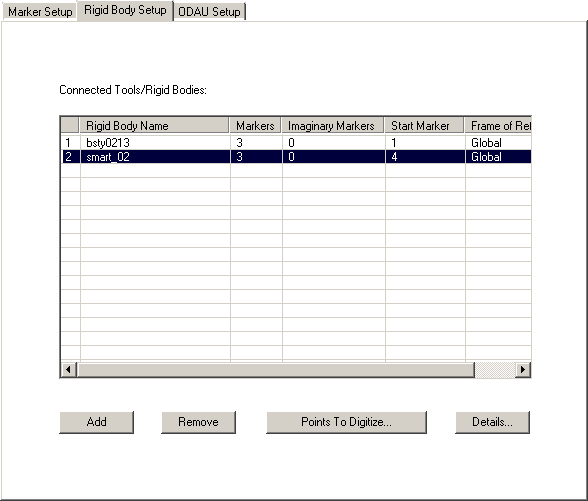 Marker Setup Rigid Body Setup ODAU Setup
Connected Tools/Rigid Bodies:
Rigid Body Name Markers Imaginary Markers Start Marker Frame of Rel
1 bsty0213 3 0 1 Global
2 smart_02 3 0 4 Global
Add Remove Points To Digitize... Details...